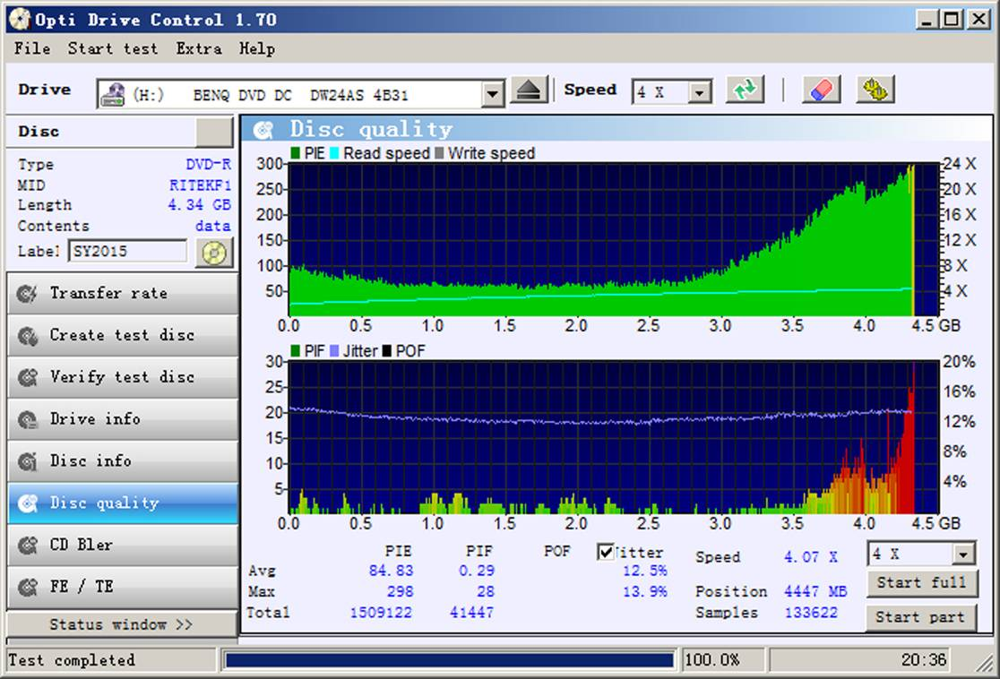 Opti Drive Control 1.70
File Start test Extra Help
Drive (H:) BENQ DVD DC DW24AS 4B31 Speed 4 X
Disc
Type DVD-R
MID RITEKF1
Length 4.34 GB
Contents data
Label SY2015
Transfer rate
Create test disc
Verify test disc
Drive info
Disc info
Disc quality
CD Bler
FE / TE
Status window >>
Disc quality
PIE Read speed Write speed
300 24 X
250 20 X
200 16 X
150 12 X
100 8 X
50 4 X
0.0 0.5 1.0 1.5 2.0 2.5 3.0 3.5 4.0 4.5 GB
PIF Jitter POF
30 20%
25 16%
20 12%
15 8%
10 4%
5
0.0 0.5 1.0 1.5 2.0 2.5 3.0 3.5 4.0 4.5 GB
PIE PIF POF Jitter Speed 4.07 X 4 X
Avg 84.83 0.29 12.5%
Max 298 28 13.9% Position 4447 MB Start full
Total 1509122 41447 Samples 133622 Start part
Test completed 100.0% 20:36